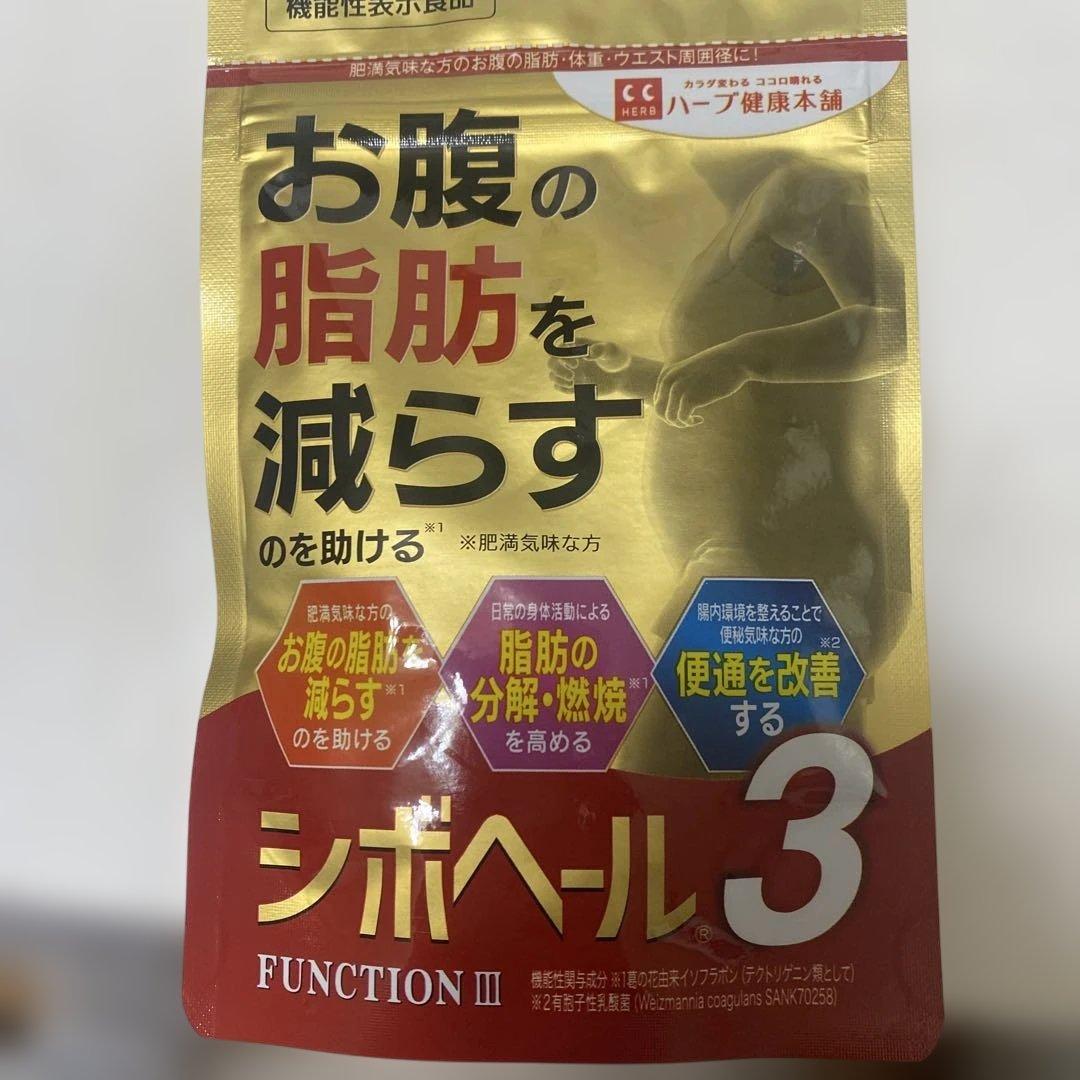 機能性表示食品
肥満気味な方のお腹の脂肪・体重・ウエスト周囲径に!
カラダ変わる ココロ晴れる
CC HERB ハーブ健康本舗
お腹の
脂肪を
減らす
のを助ける※1 ※肥満気味な方
肥満気味な方の
お腹の脂肪を
減らす※1
のを助ける
日常の身体活動による
脂肪の
分解・燃焼※1
を高める
腸内環境を整えることで
便秘気味な方の
便通を改善※2
する
シボヘール® 3
FUNCTION Ⅲ
機能性関与成分 ※1葛の花由来イソフラボン(テクトリゲニン類として)
※2有胞子性乳酸菌(Weizmannia coagulans SANK70258)